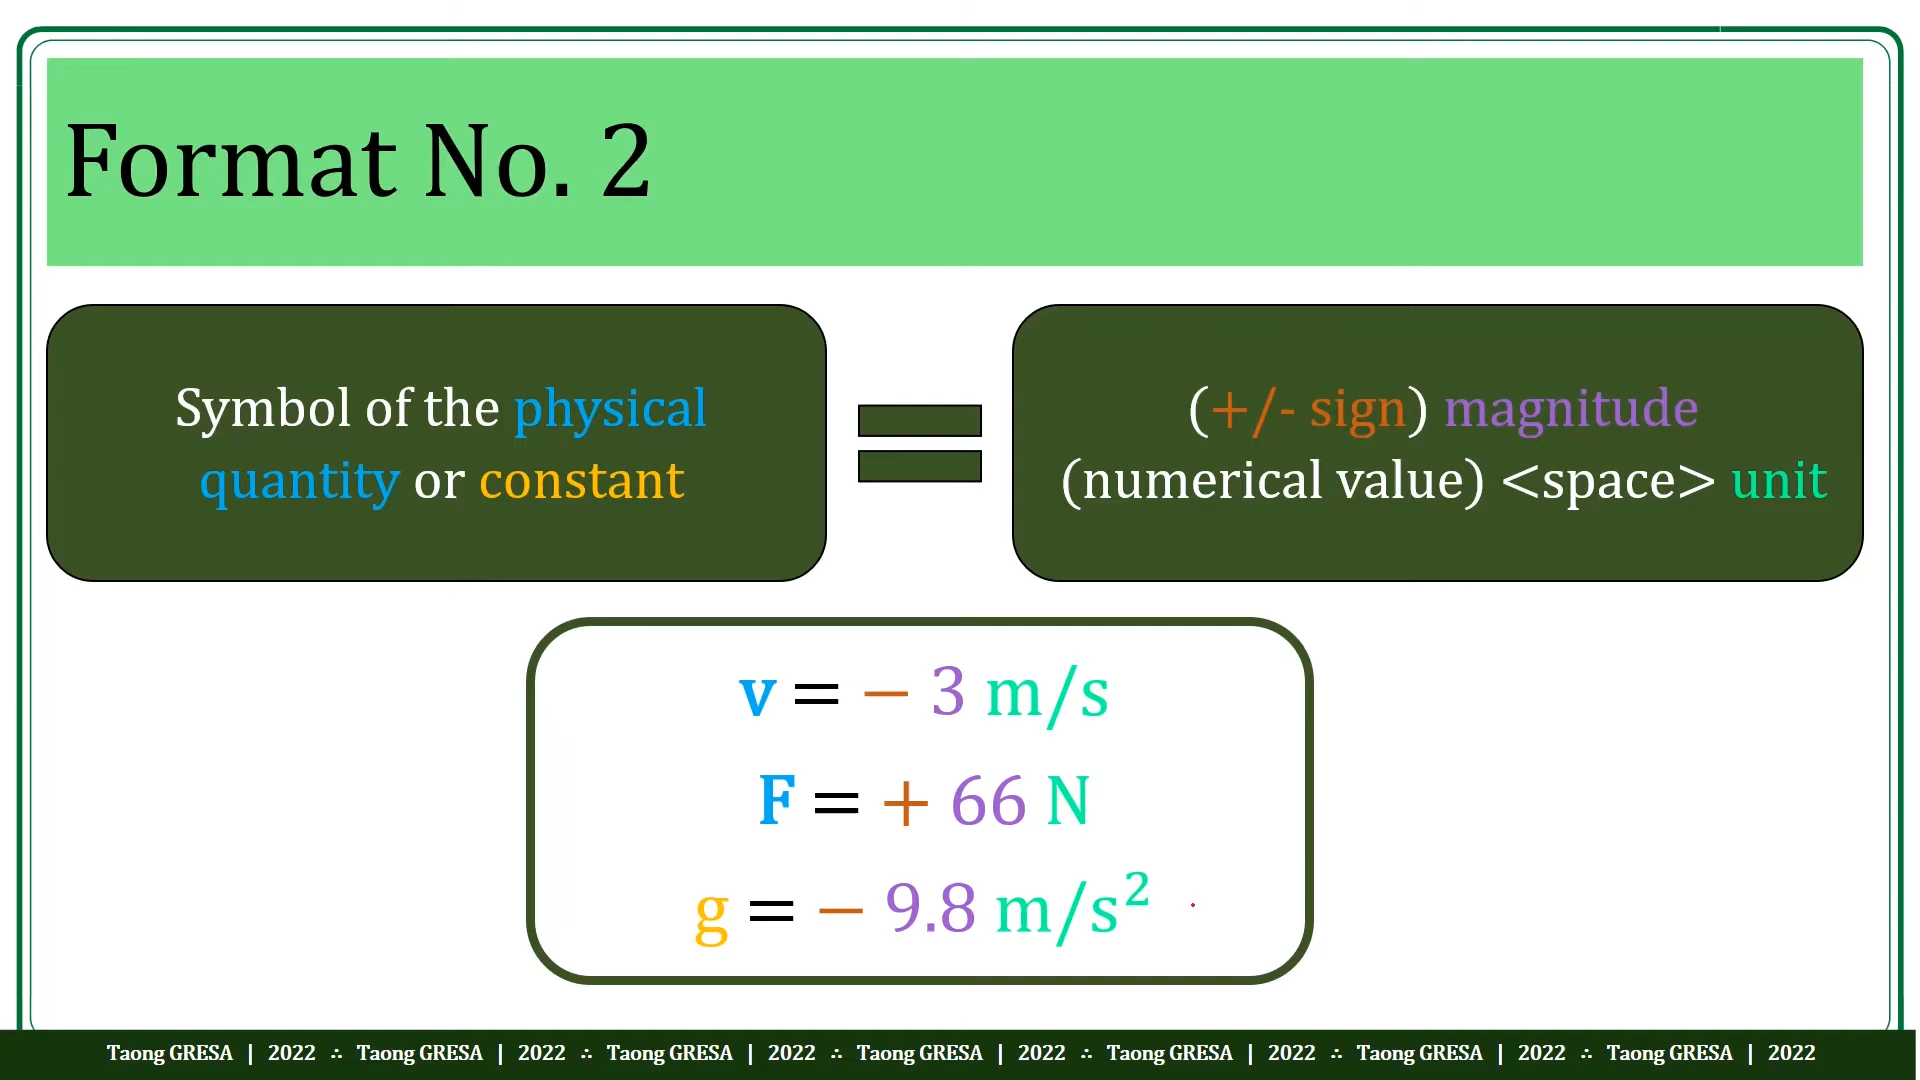 Format No. 2
Symbol of the physical
quantity or constant
=
(+/- sign) magnitude
(numerical value) <space> unit
v = − 3 m/s
F = + 66 N
g = − 9.8 m/s²
Taong GRESA | 2022 ∴ Taong GRESA | 2022 ∴ Taong GRESA | 2022 ∴ Taong GRESA | 2022 ∴ Taong GRESA | 2022 ∴ Taong GRESA | 2022 ∴ Taong GRESA | 2022